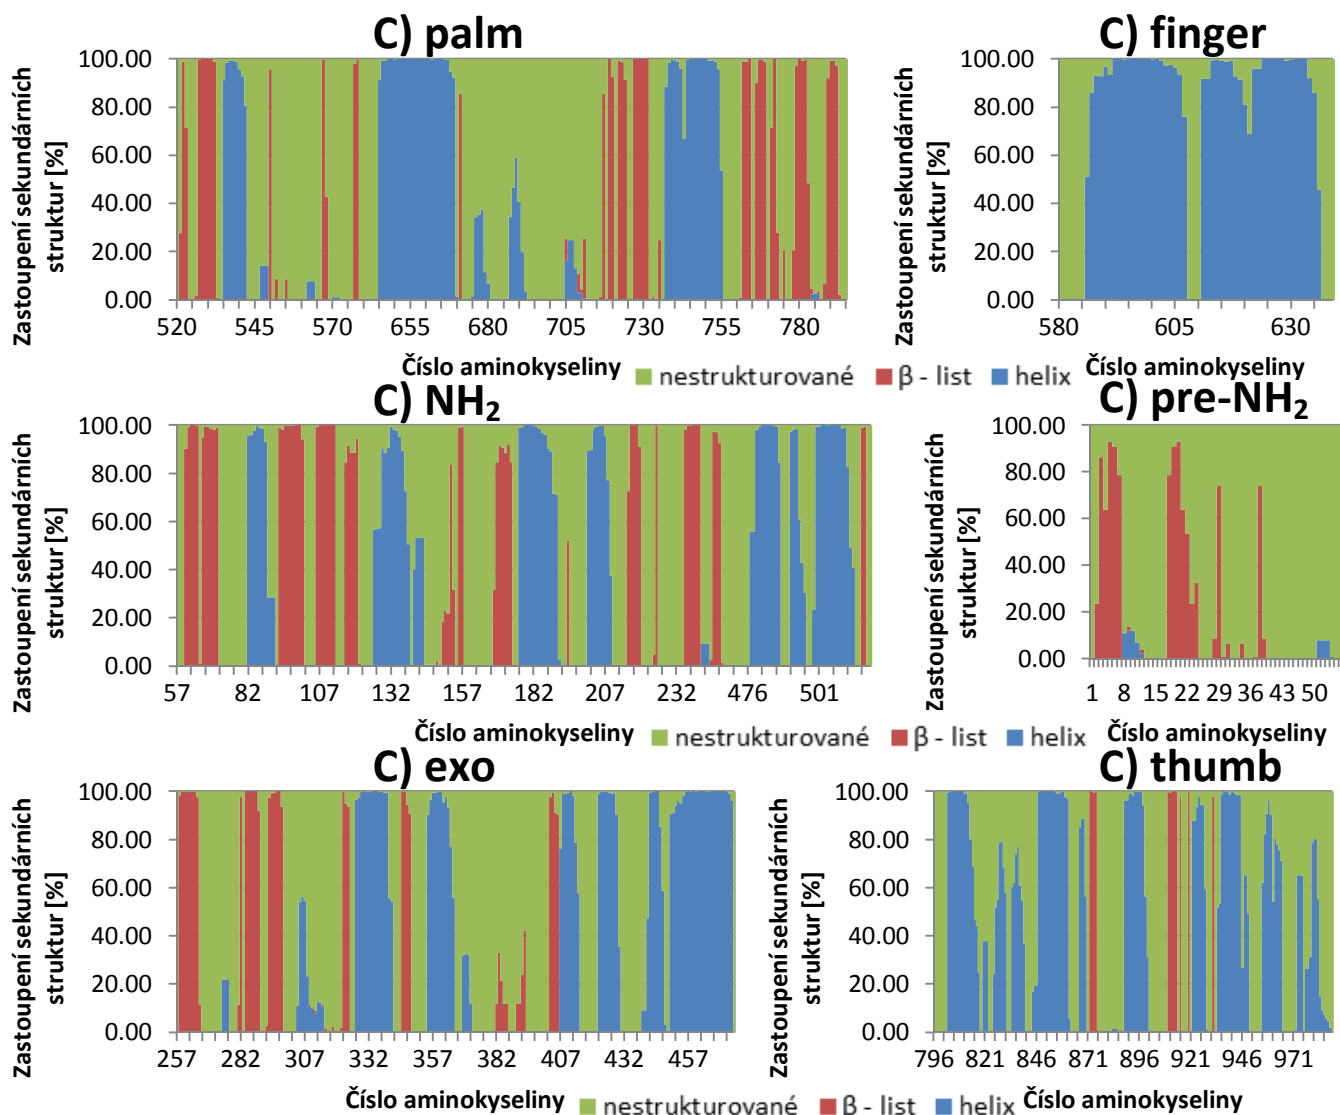 C) palm
C) finger
Zastoupení sekundárních
struktur [%]
100.00
80.00
60.00
40.00
20.00
0.00
520 545 570 655 680 705 730 755 780
Číslo aminokyseliny
Zastoupení sekundárních
struktur [%]
100.00
80.00
60.00
40.00
20.00
0.00
580 605 630
Číslo aminokyseliny
nestrukturované β - list helix
C) NH₂
C) pre-NH₂
Zastoupení sekundárních
struktur [%]
100.00
80.00
60.00
40.00
20.00
0.00
57 82 107 132 157 182 207 232 476 501
Číslo aminokyseliny
Zastoupení sekundárních
struktur [%]
100.00
80.00
60.00
40.00
20.00
0.00
1 8 15 22 29 36 43 50
Číslo aminokyseliny
nestrukturované β - list helix
C) exo
C) thumb
Zastoupení sekundárních
struktur [%]
100.00
80.00
60.00
40.00
20.00
0.00
257 282 307 332 357 382 407 432 457
Číslo aminokyseliny
Zastoupení sekundárních
struktur [%]
100.00
80.00
60.00
40.00
20.00
0.00
796 821 846 871 896 921 946 971
Číslo aminokyseliny
nestrukturované β - list helix